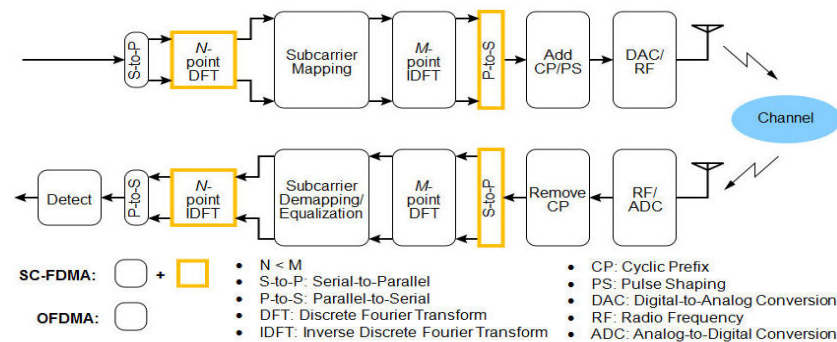 S-to-P
N-
point
DFT
Subcarrier
Mapping
M-
point
IDFT
P-to-S
Add
CP/PS
DAC/
RF
Channel
Detect
P-to-S
N-
point
IDFT
Subcarrier
Demapping/
Equalization
M-
point
DFT
S-to-P
Remove
CP
RF/
ADC
SC-FDMA: +
OFDMA:
• N < M
• S-to-P: Serial-to-Parallel
• P-to-S: Parallel-to-Serial
• DFT: Discrete Fourier Transform
• IDFT: Inverse Discrete Fourier Transform
• CP: Cyclic Prefix
• PS: Pulse Shaping
• DAC: Digital-to-Analog Conversion
• RF: Radio Frequency
• ADC: Analog-to-Digital Conversion